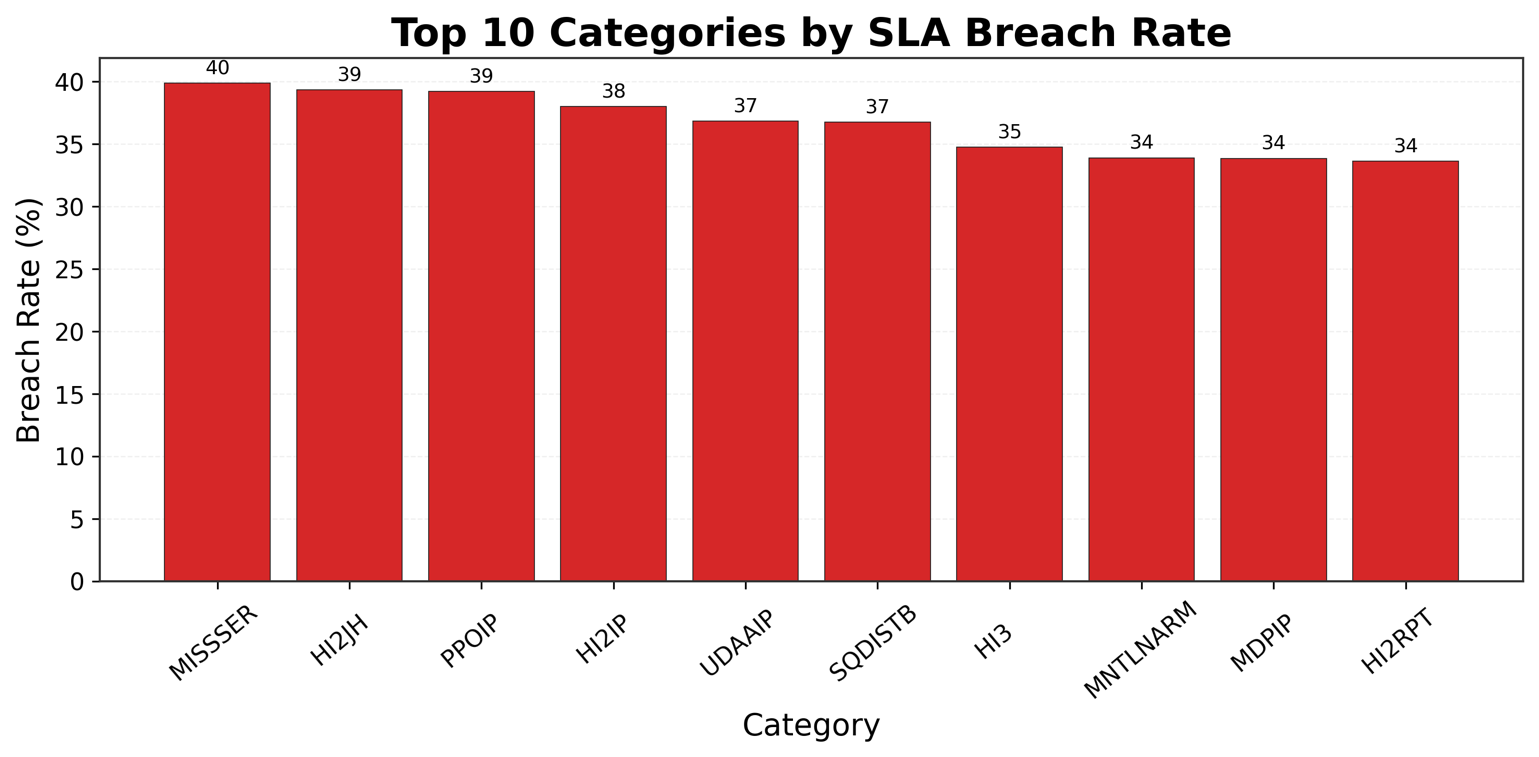 Top 10 Categories by SLA Breach Rate
Breach Rate (%)
40
35
30
25
20
15
10
5
0
40
39
39
38
37
37
35
34
34
34
MISSSER
HI2JH
PPOIP
HI2IP
UDAAIP
SQDISTB
HI3
MNTLNARM
MDPIP
HI2RPT
Category